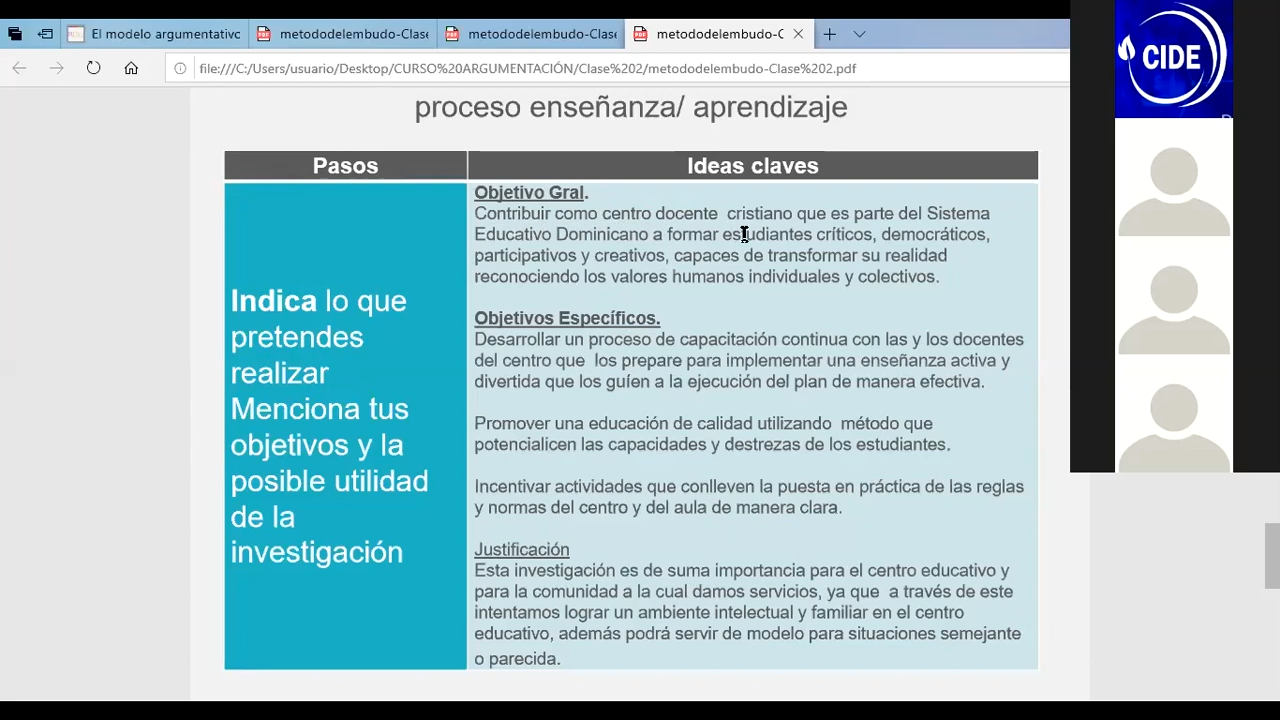 El modelo argumentativo
metododelembudo-Clase
metododelembudo-Clase
metododelembudo-C
file:///C:/Users/usuario/Desktop/CURSO%20ARGUMENTACIÓN/Clase%202/metododelembudo-Clase%202.pdf
CIDE
proceso enseñanza/ aprendizaje
Pasos
Ideas claves
Indica lo que
pretendes
realizar
Menciona tus
objetivos y la
posible utilidad
de la
investigación
Objetivo Gral.
Contribuir como centro docente cristiano que es parte del Sistema
Educativo Dominicano a formar estudiantes críticos, democráticos,
participativos y creativos, capaces de transformar su realidad
reconociendo los valores humanos individuales y colectivos.
Objetivos Específicos.
Desarrollar un proceso de capacitación continua con las y los docentes
del centro que los prepare para implementar una enseñanza activa y
divertida que los guíen a la ejecución del plan de manera efectiva.
Promover una educación de calidad utilizando método que
potencialicen las capacidades y destrezas de los estudiantes.
Incentivar actividades que conlleven la puesta en práctica de las reglas
y normas del centro y del aula de manera clara.
Justificación
Esta investigación es de suma importancia para el centro educativo y
para la comunidad a la cual damos servicios, ya que a través de este
intentamos lograr un ambiente intelectual y familiar en el centro
educativo, además podrá servir de modelo para situaciones semejante
o parecida.